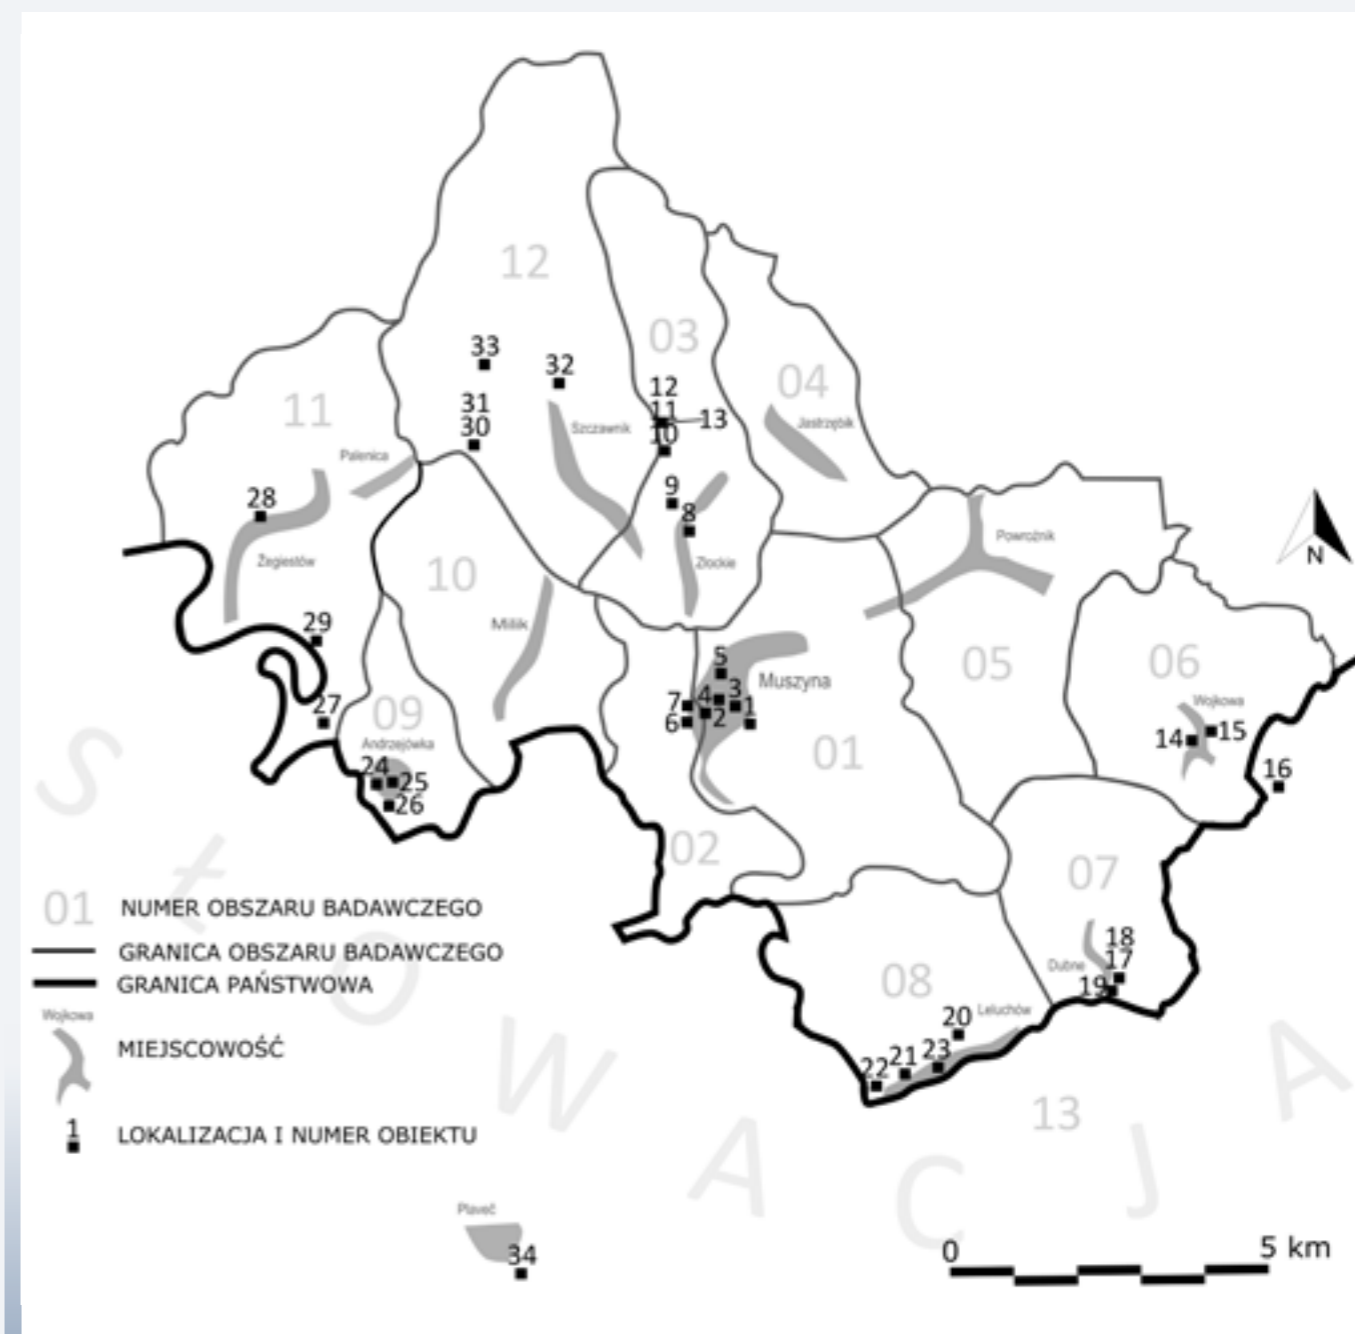 12
03
33
32
12
04
11
31
11
13
30
10
Szczawnik
Jastrzębik
Palenica
28
9
8
Powroźnik
Żegiestów
10
Złockie
N
29
Milik
5
Muszyna
05
06
Wojkowa
27
09
7
4
3
1
6
2
14
15
Andrzejówka
01
24
25
16
26
02
07
S
Ł
O
W
A
C
J
A
01 NUMER OBSZARU BADAWCZEGO
GRANICA OBSZARU BADAWCZEGO
GRANICA PAŃSTWOWA
18
17
Dubne
19
08
Leluchów
20
23
21
22
Wojkowa
MIEJSCOWOŚĆ
13
1
LOKALIZACJA I NUMER OBIEKTU
Plaveč
34
0 5 km